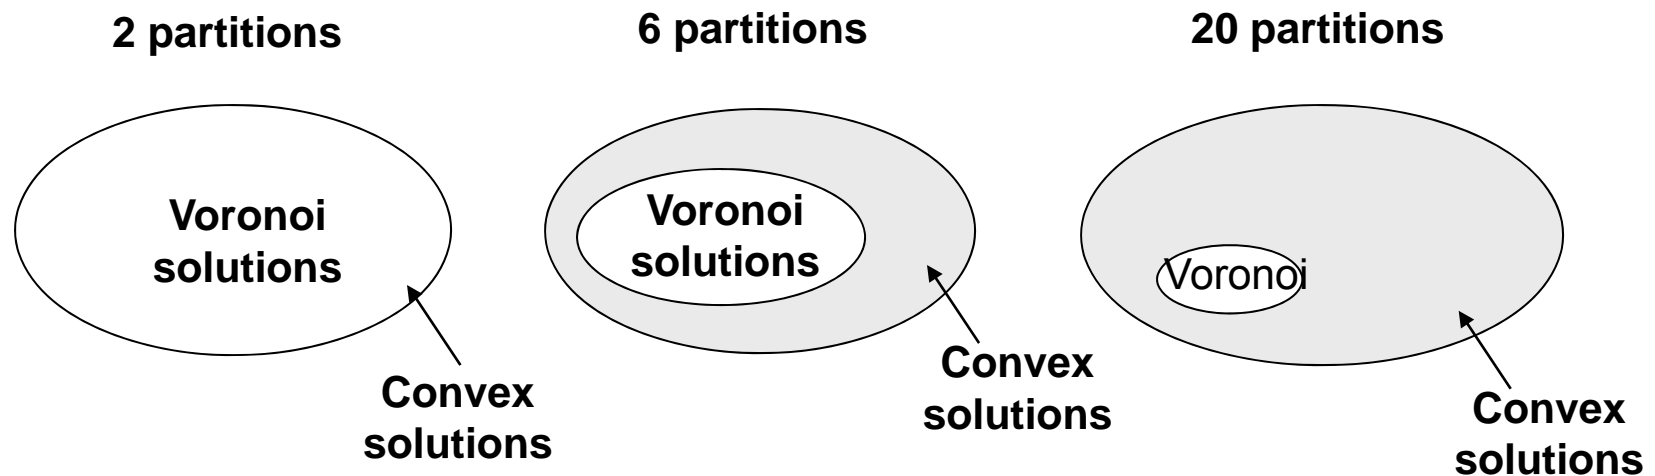 2 partitions
6 partitions
20 partitions
Voronoi
solutions
Convex
solutions
Voronoi
solutions
Convex
solutions
Voronoi
Convex
solutions